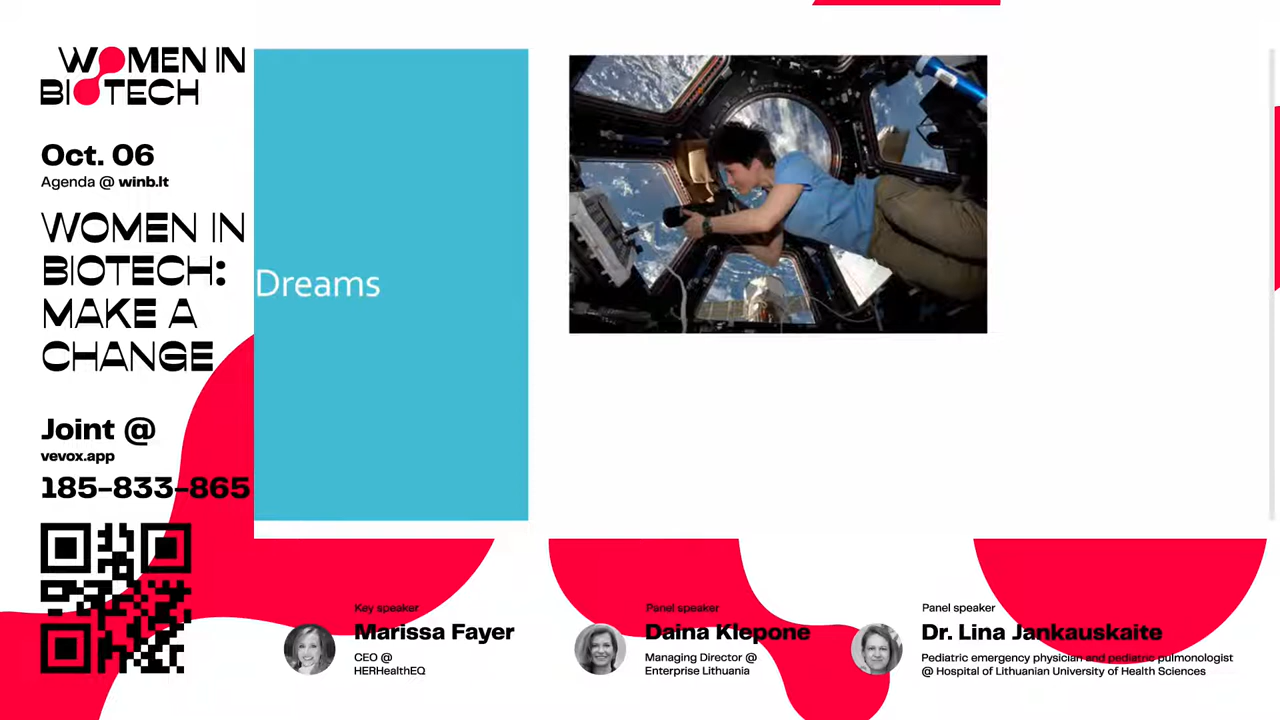 WOMEN IN
BIOTECH
Oct. 06
Agenda @ winb.lt
WOMEN IN
BIOTECH:
MAKE A
CHANGE
Joint @
vevox.app
185-833-865
Dreams
Key speaker
Marissa Fayer
CEO @
HERHealthEQ
Panel speaker
Daina Klepone
Managing Director @
Enterprise Lithuania
Panel speaker
Dr. Lina Jankauskaite
Pediatric emergency physician and pediatric pulmonologist
@ Hospital of Lithuanian University of Health Sciences